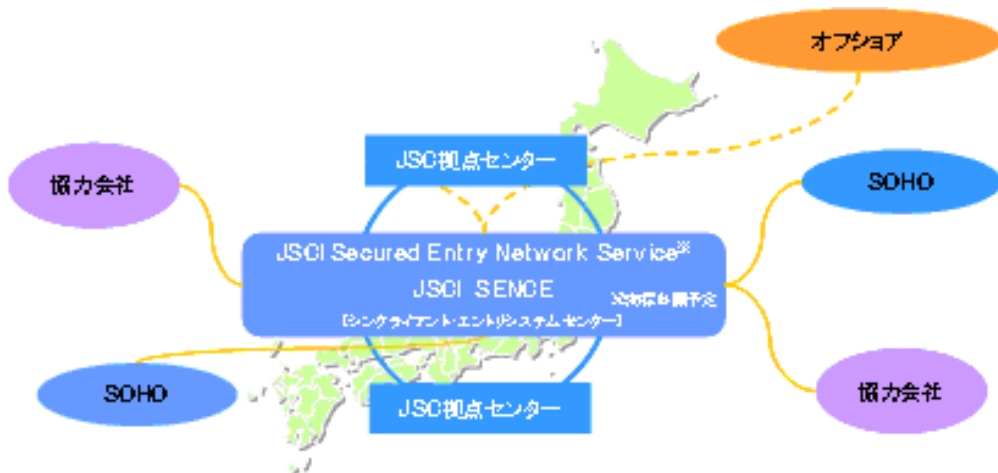 オフショア
JSC拠点センター
協力会社
SOHO
JSCI Secured Entry Network Service※
JSCI SENCE
[シンクライアント・エントリシステムセンター]
SOHO
協力会社
JSC拠点センター